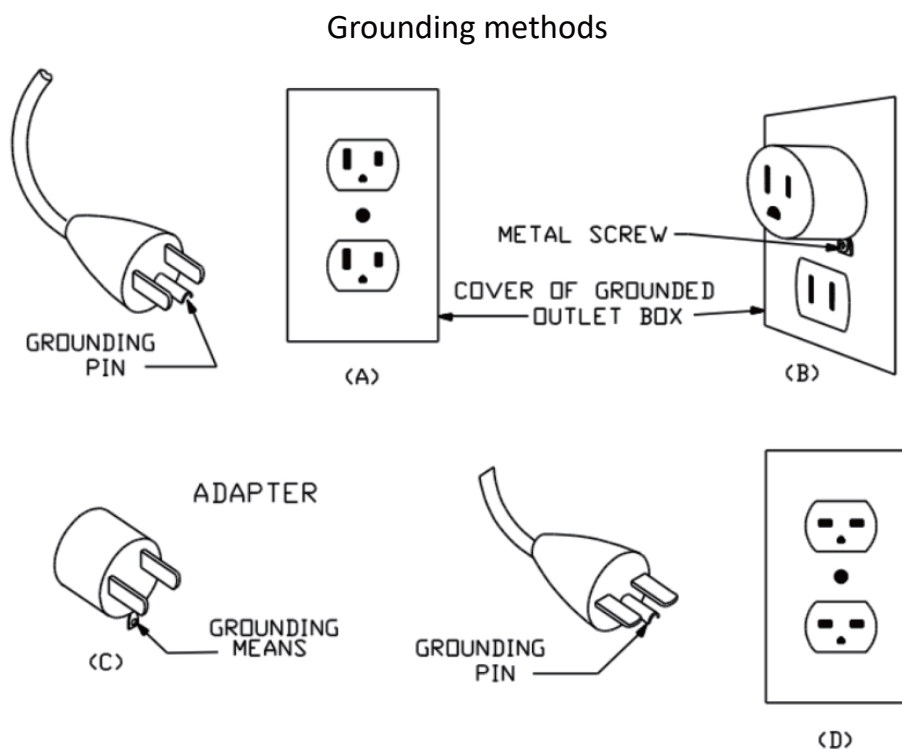 Grounding methods
METAL SCREW
COVER OF GROUNDED
OUTLET BOX
GROUNDING
PIN
(A)
(B)
ADAPTER
GROUNDING
MEANS
(C)
GROUNDING
PIN
(D)